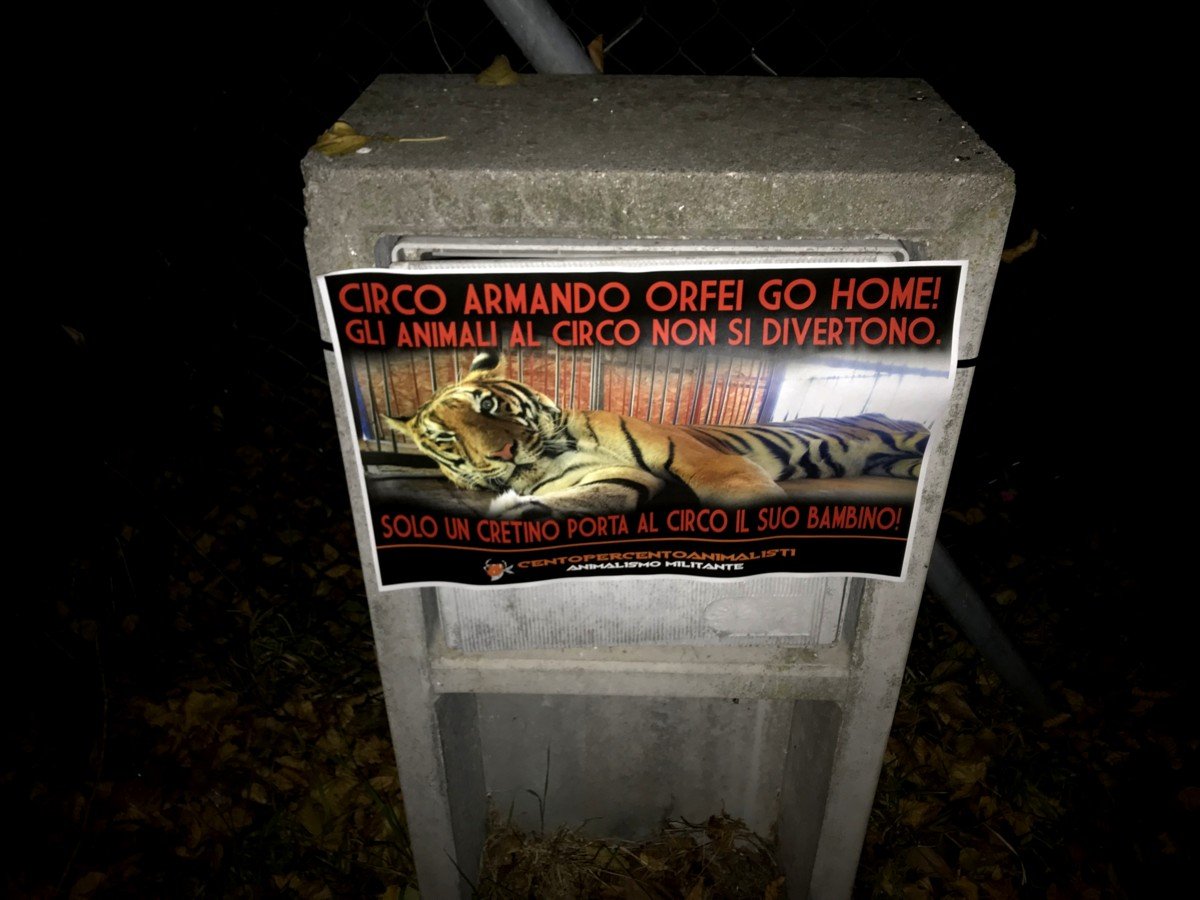 CIRCO ARMANDO ORFEI GO HOME!
GLI ANIMALI AL CIRCO NON SI DIVERTONO.
SOLO UN CRETINO PORTA AL CIRCO IL SUO BAMBINO!
CENTOPERCENTOANIMALISTI
ANIMALISMO MILITANTE